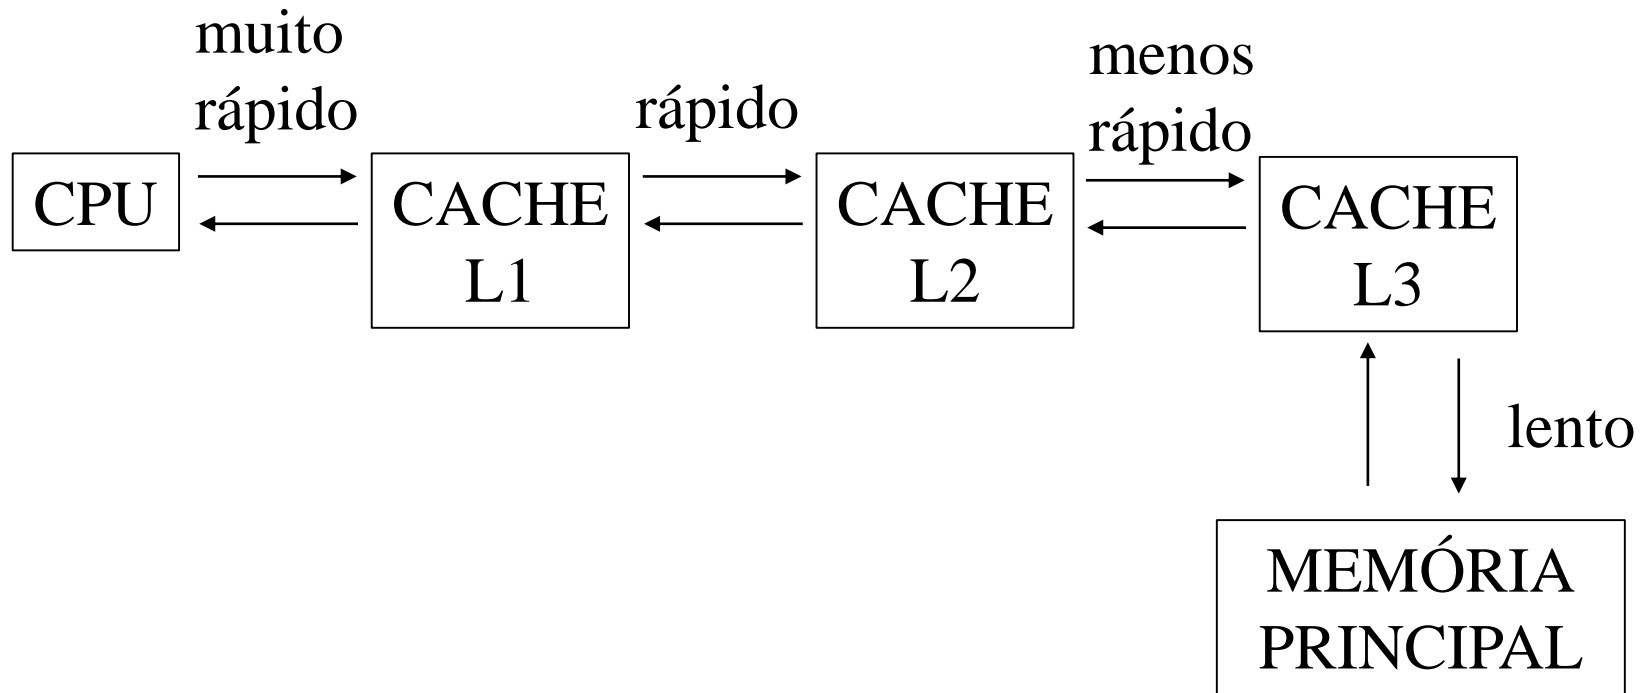 muito
rápido
rápido
menos
rápido
CPU
CACHE
L1
CACHE
L2
CACHE
L3
lento
MEMÓRIA
PRINCIPAL